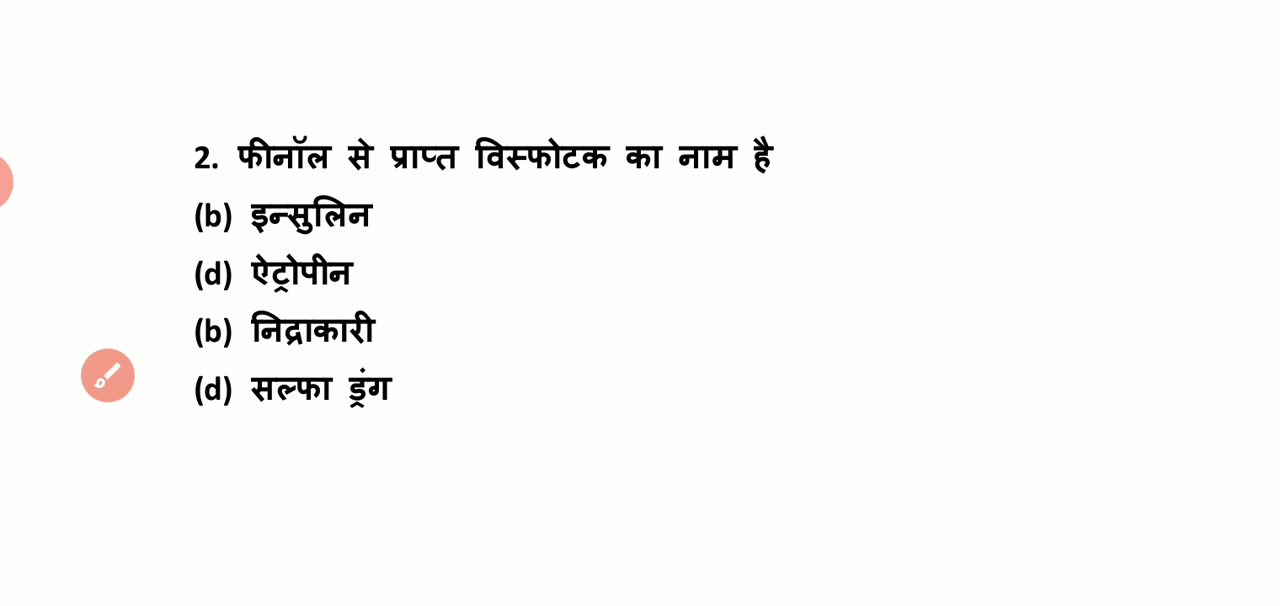 2. फीनॉल से प्राप्त विस्फोटक का नाम है
(b) इन्सुलिन
(d) ऐट्रोपीन
(b) निद्राकारी
(d) सल्फा ड्रंग